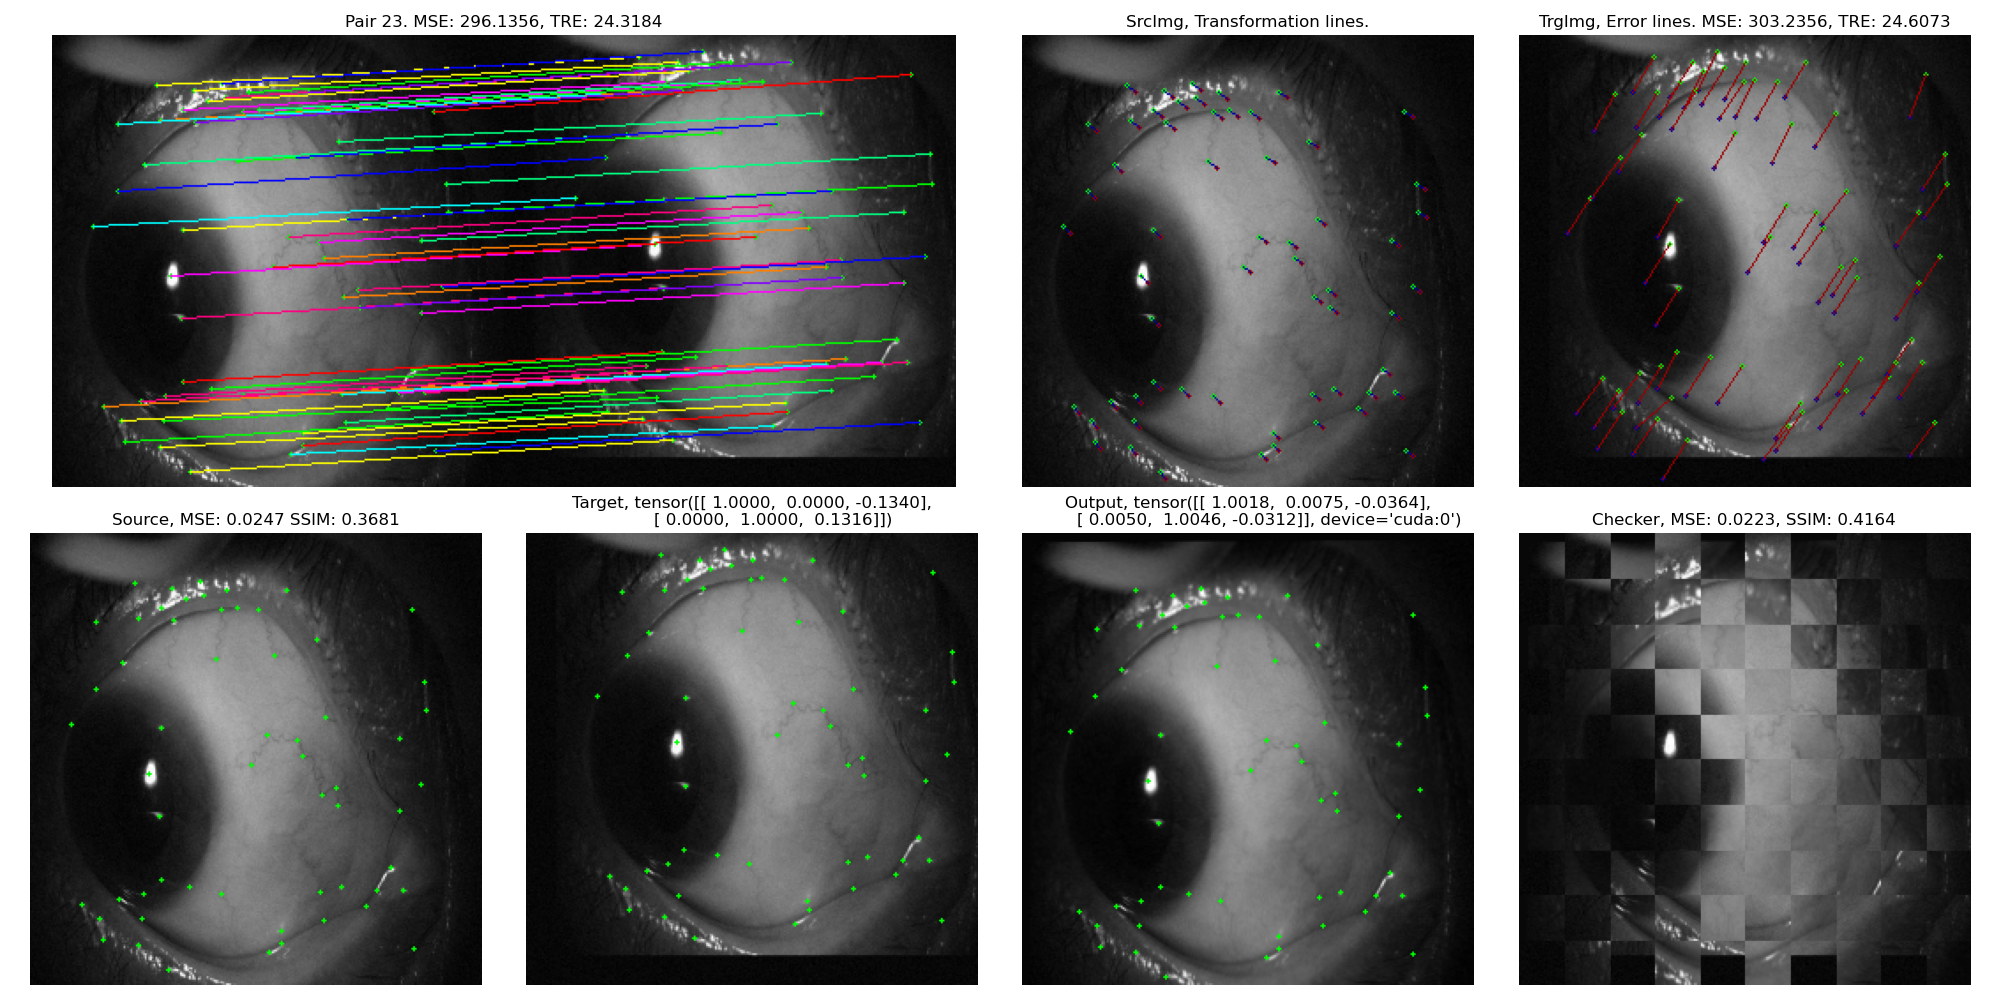 Pair 23. MSE: 296.1356, TRE: 24.3184
SrcImg, Transformation lines.
TrgImg, Error lines. MSE: 303.2356, TRE: 24.6073
Source, MSE: 0.0247 SSIM: 0.3681
Target, tensor([[ 1.0000, 0.0000, -0.1340],
[ 0.0000, 1.0000, 0.1316]])
Output, tensor([[ 1.0018, 0.0075, -0.0364],
[ 0.0050, 1.0046, -0.0312]], device='cuda:0')
Checker, MSE: 0.0223, SSIM: 0.4164